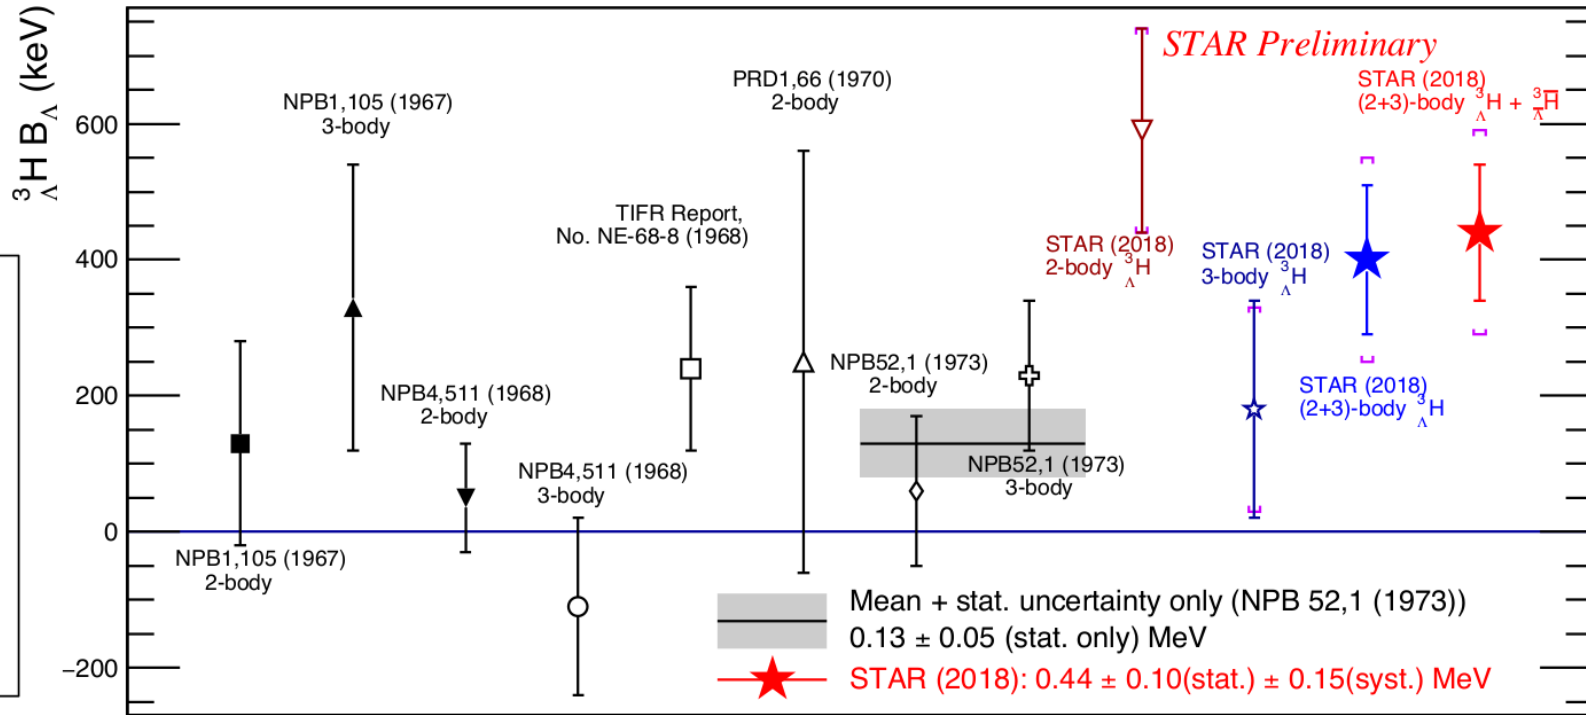 ³ΛH BΛ (keV)
600
400
200
0
−200
NPB1,105 (1967)
3-body
PRD1,66 (1970)
2-body
STAR Preliminary
STAR (2018)
(2+3)-body ³ΛH + ³Λ̅H̅
TIFR Report,
No. NE-68-8 (1968)
STAR (2018)
2-body ³ΛH
STAR (2018)
3-body ³ΛH
NPB4,511 (1968)
2-body
NPB52,1 (1973)
2-body
STAR (2018)
(2+3)-body ³ΛH
NPB4,511 (1968)
3-body
NPB52,1 (1973)
3-body
NPB1,105 (1967)
2-body
Mean + stat. uncertainty only (NPB 52,1 (1973))
0.13 ± 0.05 (stat. only) MeV
STAR (2018): 0.44 ± 0.10(stat.) ± 0.15(syst.) MeV